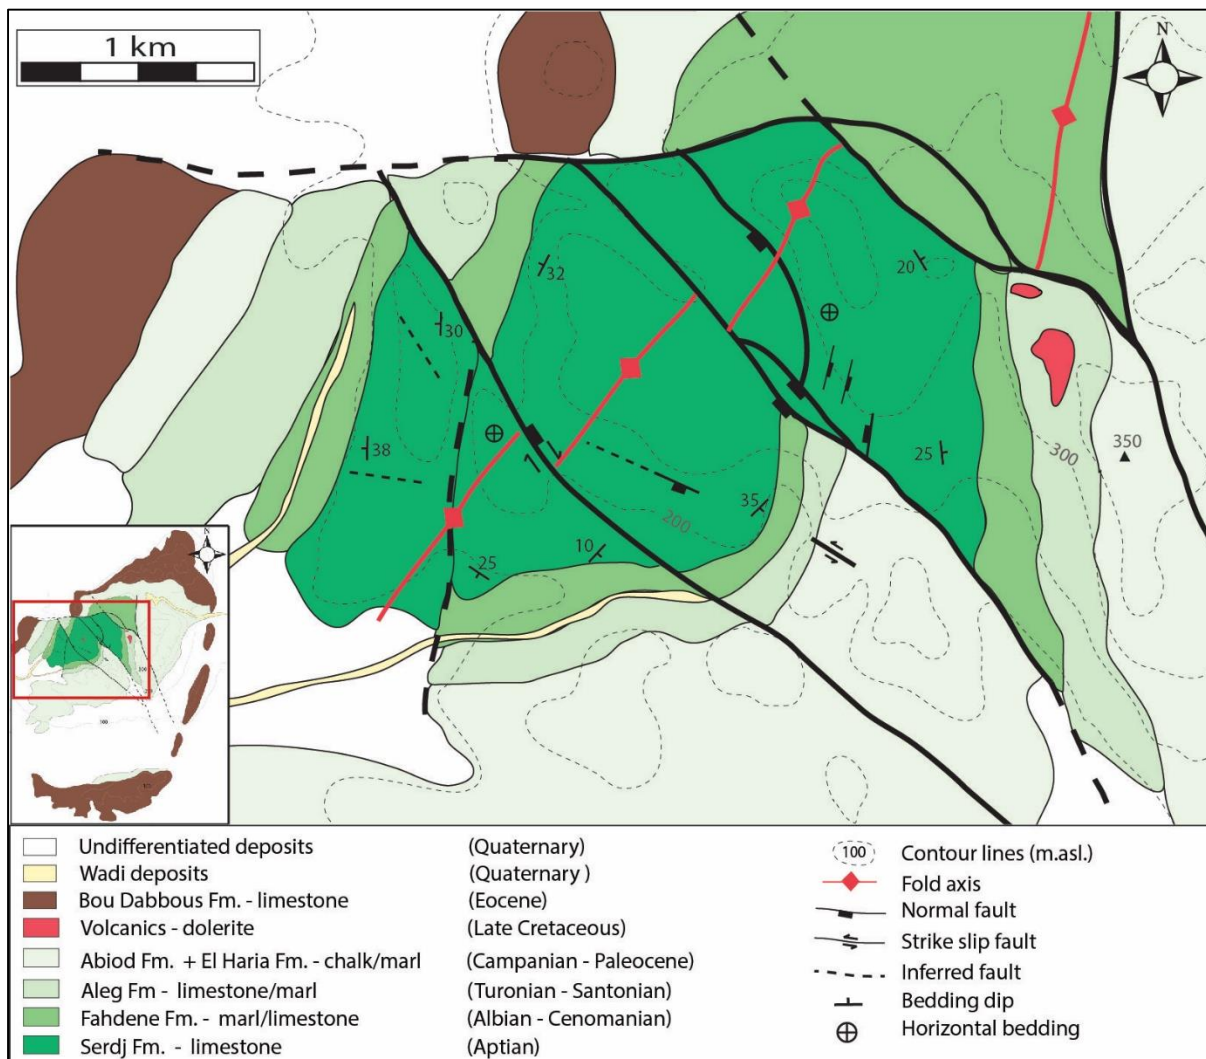 1 km
N
32
20
30
38
25
350
300
35
200
10
25
N
Undifferentiated deposits (Quaternary)
Wadi deposits (Quaternary )
Bou Dabbous Fm. - limestone (Eocene)
Volcanics - dolerite (Late Cretaceous)
Abiod Fm. + El Haria Fm. - chalk/marl (Campanian - Paleocene)
Aleg Fm - limestone/marl (Turonian - Santonian)
Fahdene Fm. - marl/limestone (Albian - Cenomanian)
Serdj Fm. - limestone (Aptian)
100 Contour lines (m.asl.)
Fold axis
Normal fault
Strike slip fault
Inferred fault
Bedding dip
Horizontal bedding